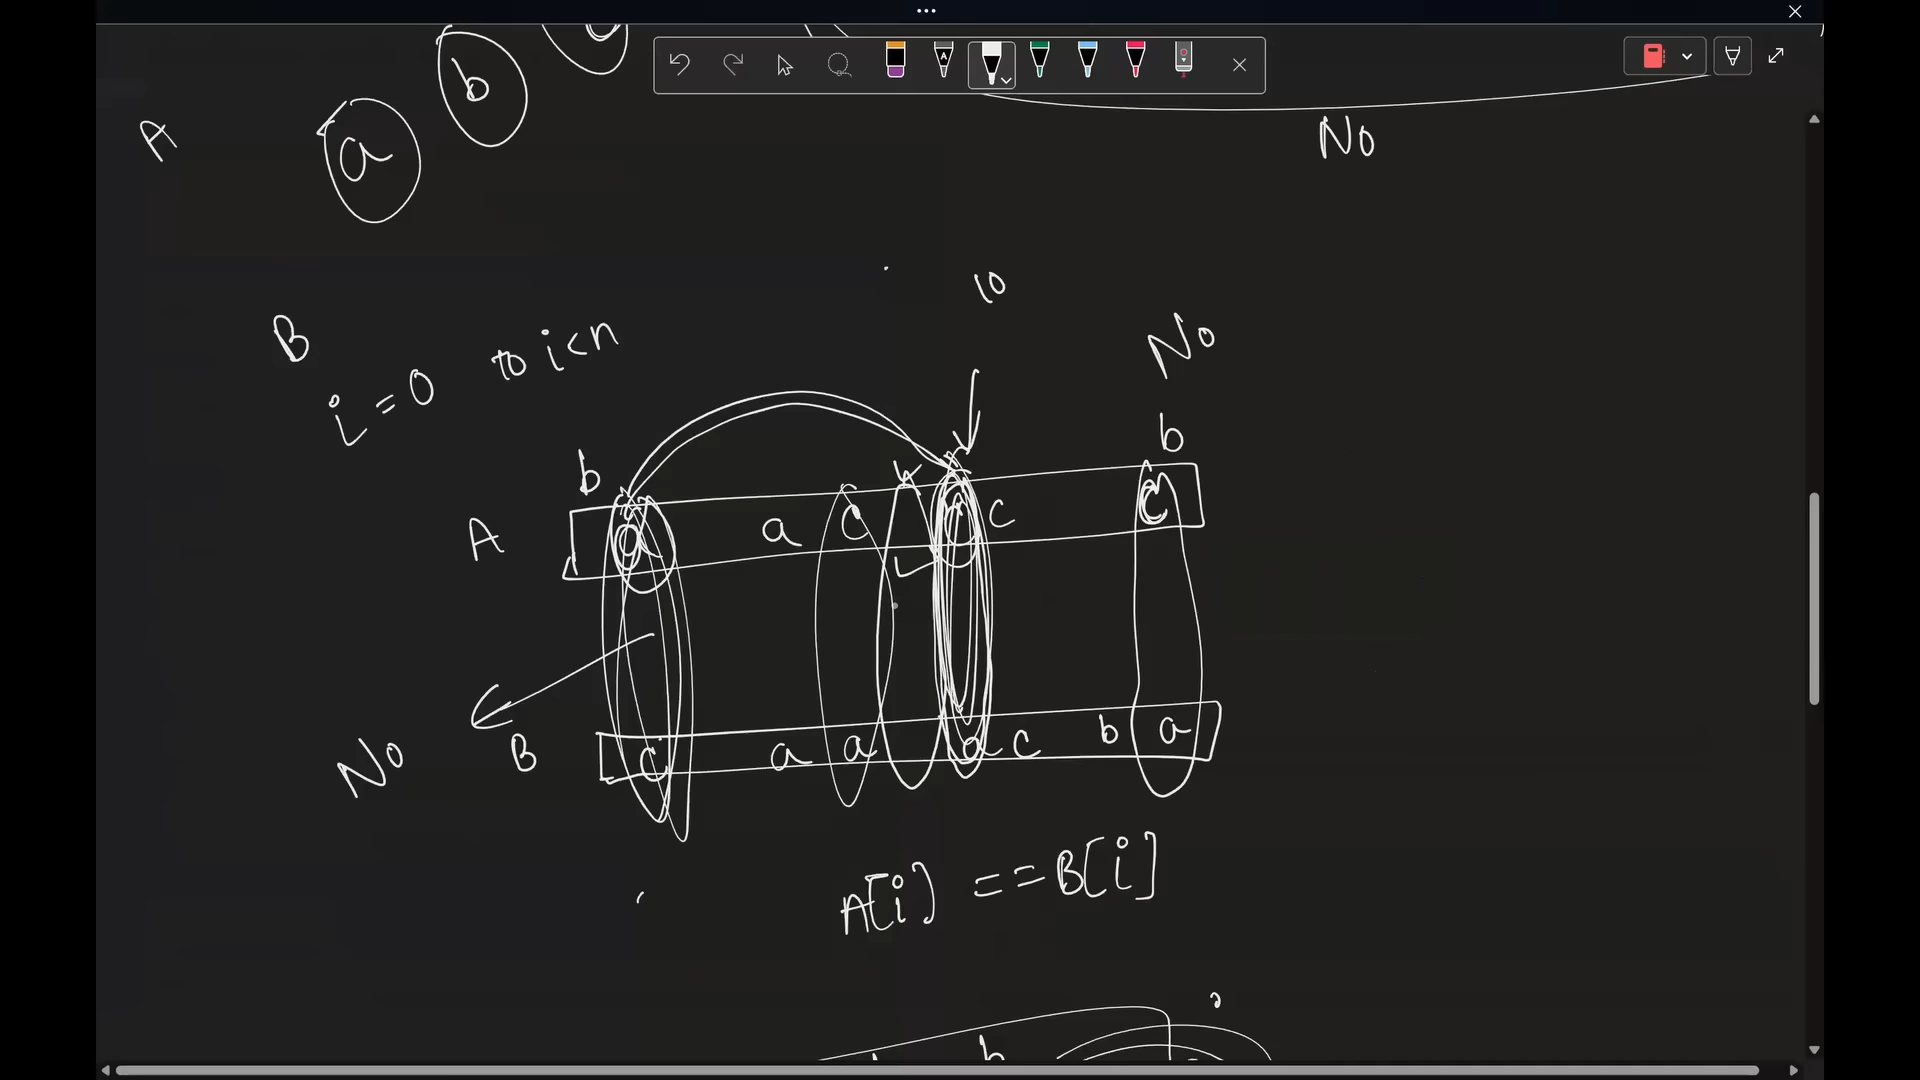 b
A
a
No
10
B
i=0 to i<n
No
b
b
A a a c c c
No
B c a a a c b a
A[i] == B[i]
b